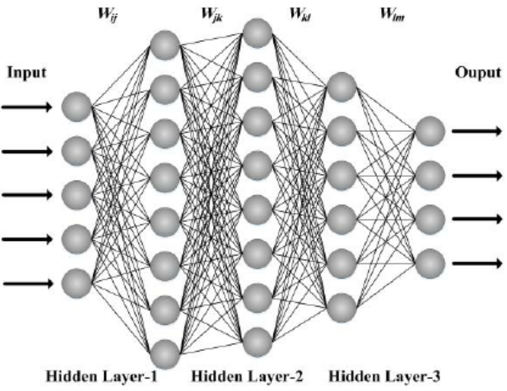 Wij Wjk Wkl Wlm
Input
Ouput
Hidden Layer-1 Hidden Layer-2 Hidden Layer-3